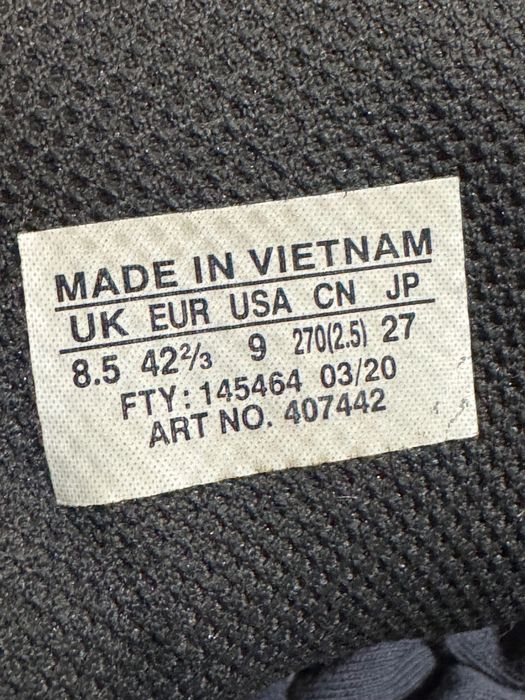 MADE IN VIETNAM
UK EUR USA CN JP
8.5 42⅔ 9 270(2.5) 27
FTY: 145464 03/20
ART NO. 407442